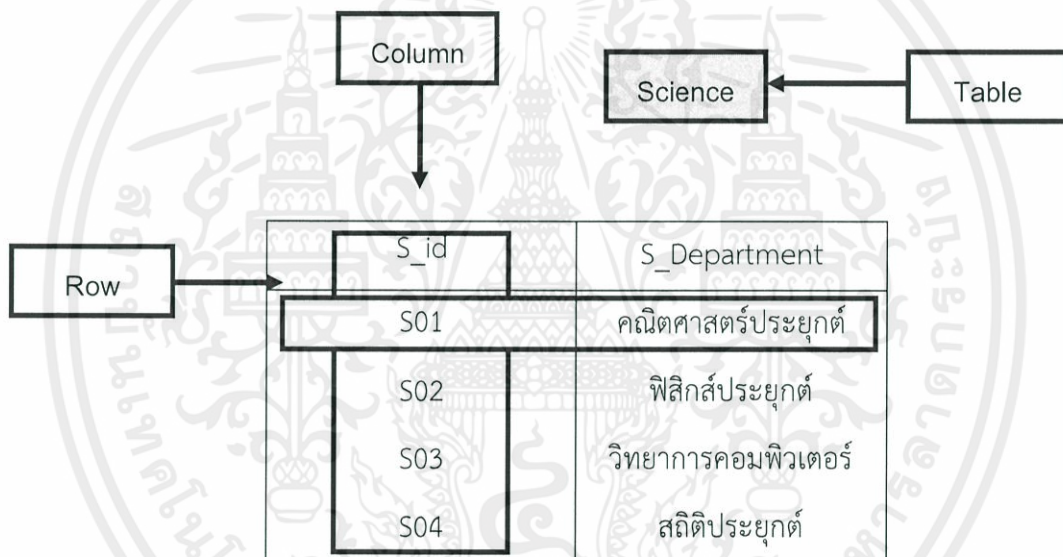 Column
Science
Table
Row
S_id S_Department
S01 คณิตศาสตร์ประยุกต์
S02 ฟิสิกส์ประยุกต์
S03 วิทยาการคอมพิวเตอร์
S04 สถิติประยุกต์